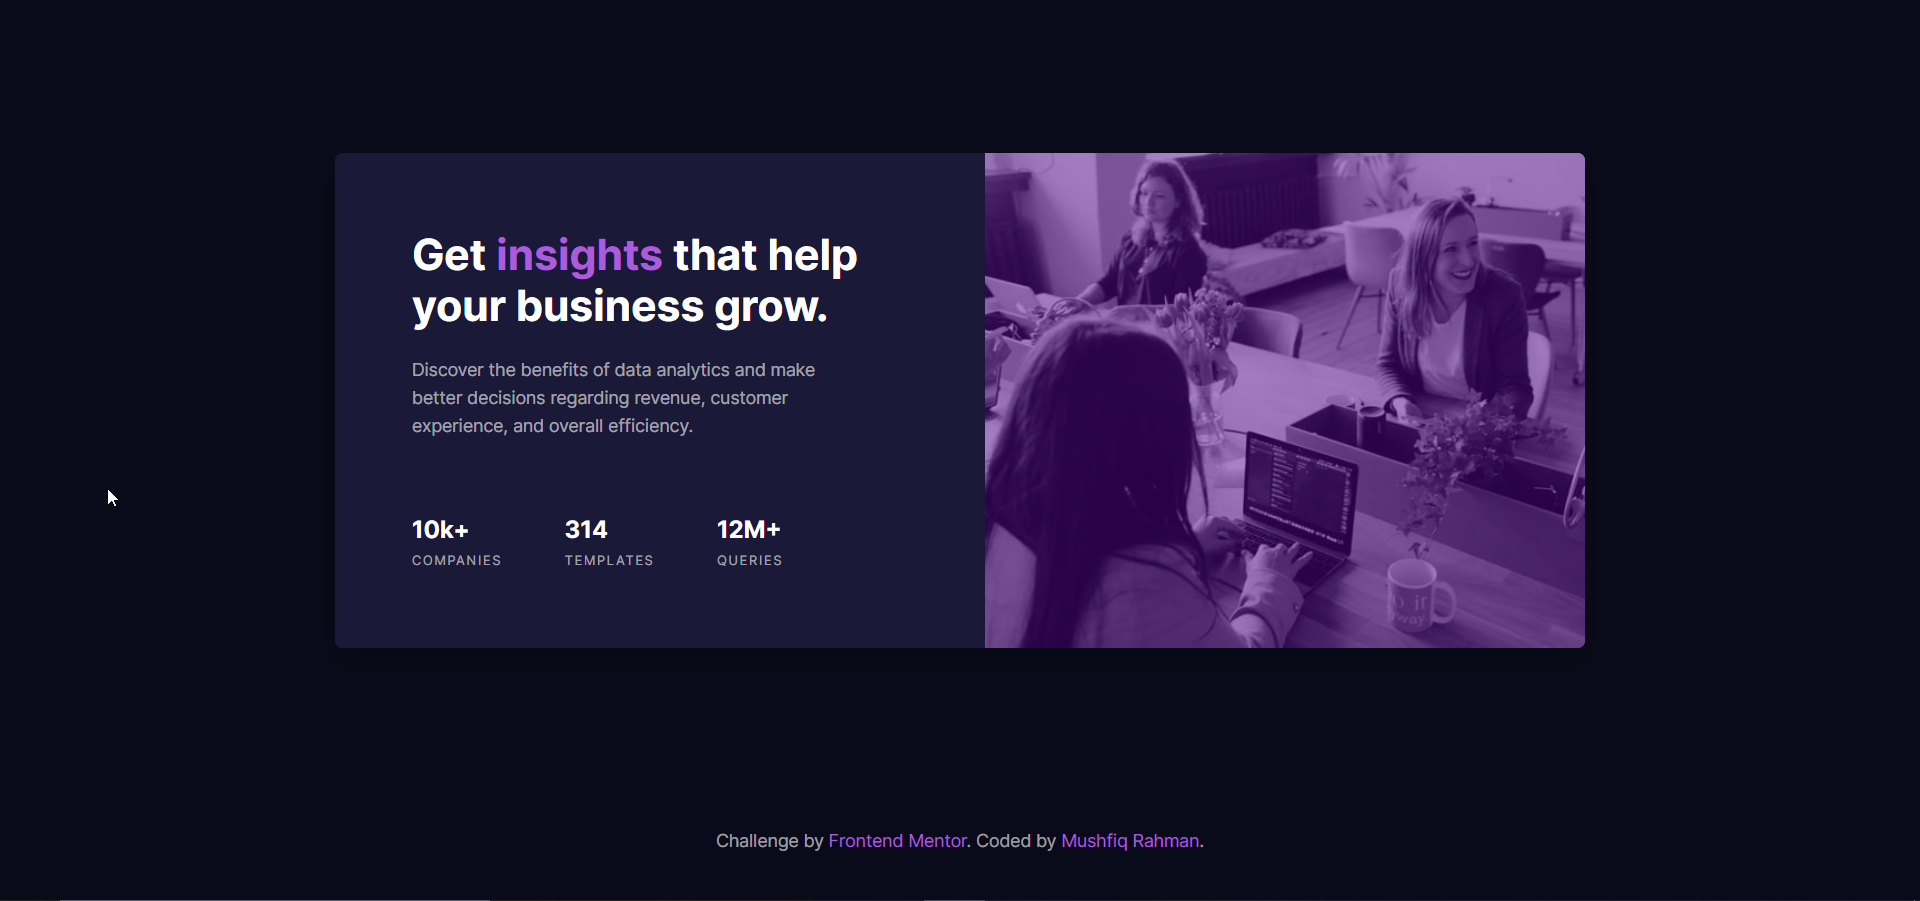 Get insights that help
your business grow.
Discover the benefits of data analytics and make
better decisions regarding revenue, customer
experience, and overall efficiency.
10k+ 314 12M+
COMPANIES TEMPLATES QUERIES
Challenge by Frontend Mentor. Coded by Mushfiq Rahman.